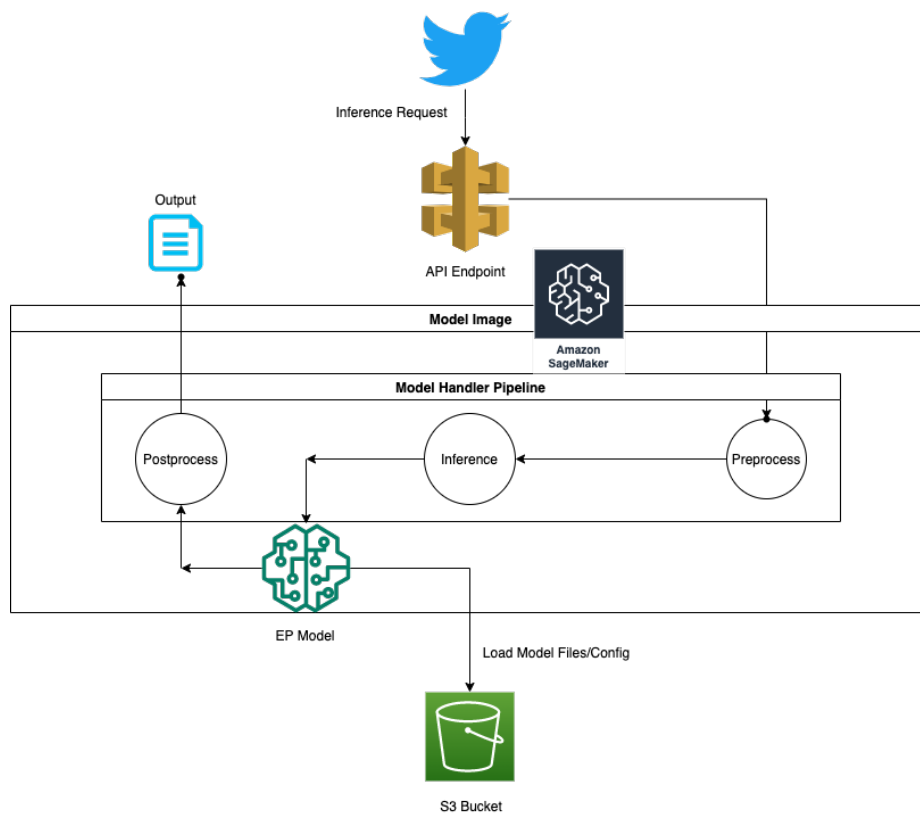 Inference Request
Output
API Endpoint
Model Image
Amazon
SageMaker
Model Handler Pipeline
Postprocess
Inference
Preprocess
EP Model
Load Model Files/Config
S3 Bucket